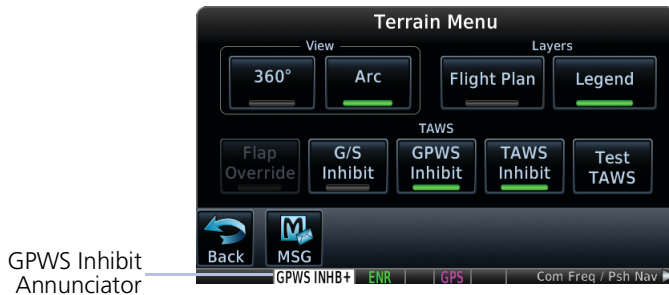 Terrain Menu
View
Layers
360°
Arc
Flight Plan
Legend
TAWS
Flap
Override
G/S
Inhibit
GPWS
Inhibit
TAWS
Inhibit
Test
TAWS
Back
MSG
GPWS Inhibit
Annunciator
GPWS INHB+ ENR GPS Com Freq / Psh Nav